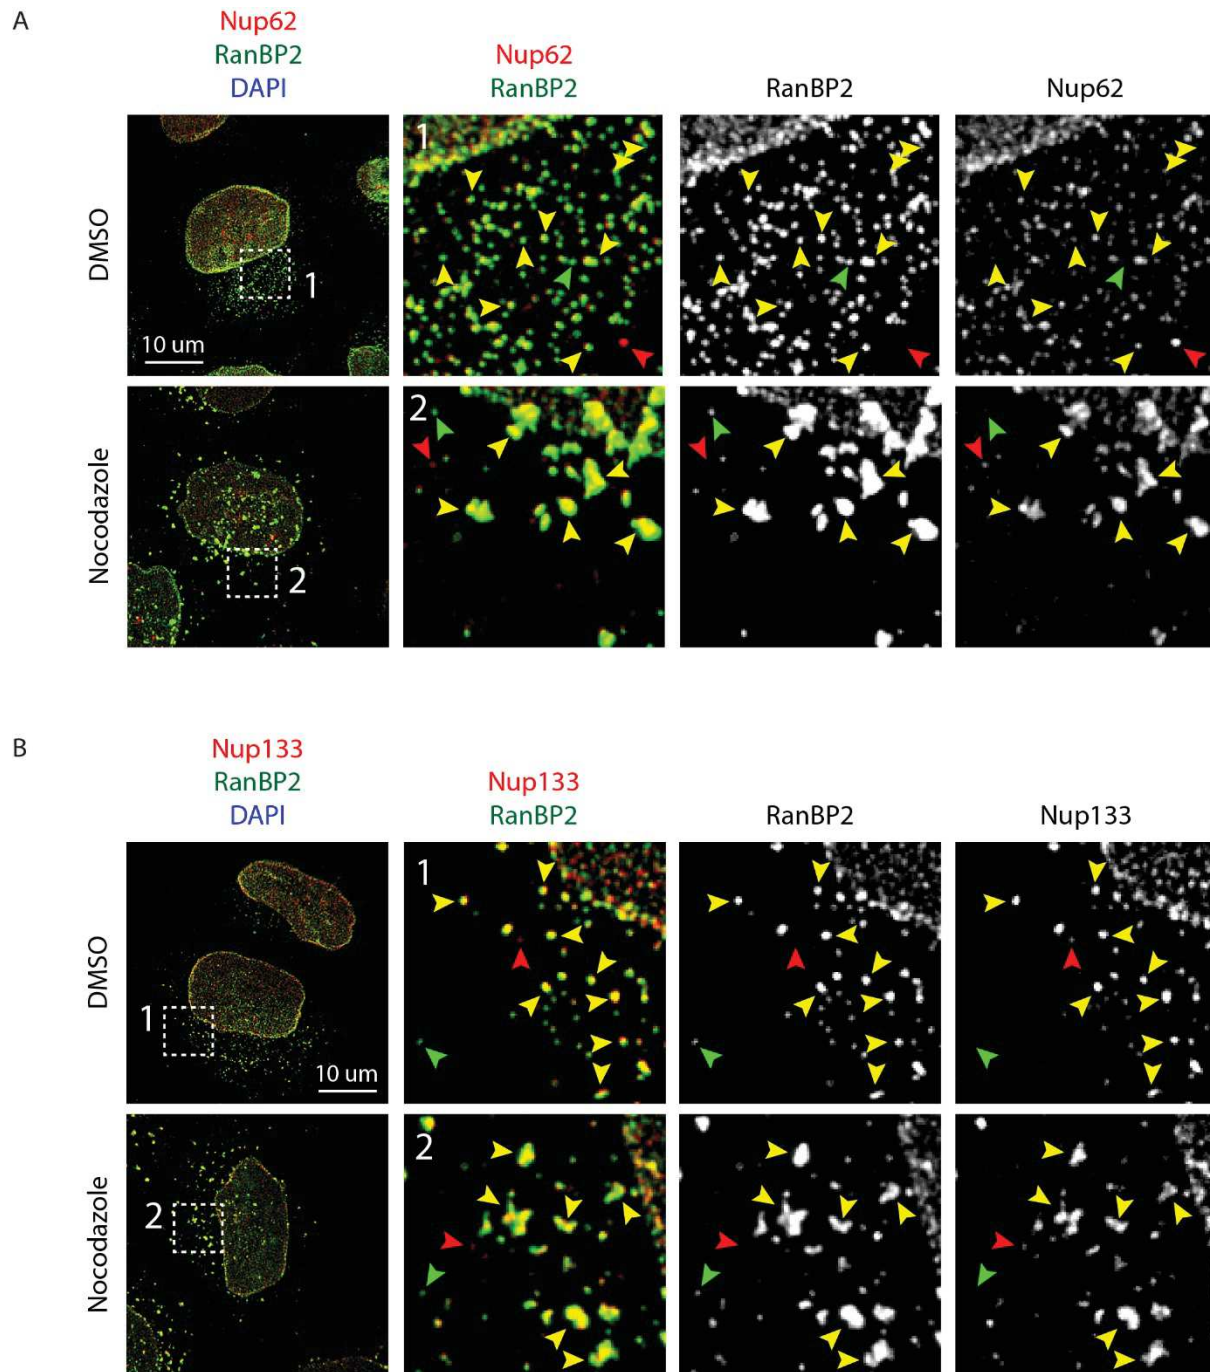 A
Nup62
RanBP2
DAPI
Nup62
RanBP2
RanBP2
Nup62
DMSO
1
10 um
1
Nocodazole
2
2
B
Nup133
RanBP2
DAPI
Nup133
RanBP2
RanBP2
Nup133
DMSO
1
10 um
1
Nocodazole
2
2